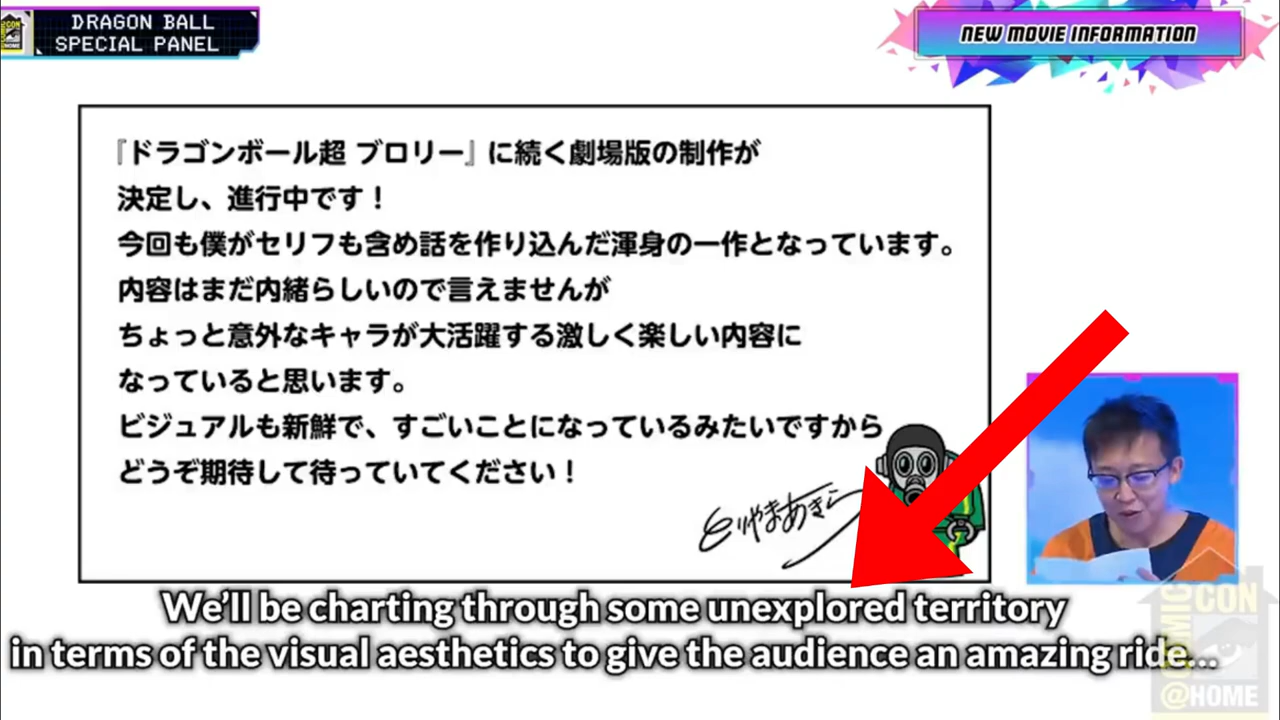 DRAGON BALL
SPECIAL PANEL
NEW MOVIE INFORMATION
『ドラゴンボール超 ブロリー』に続く劇場版の制作が
決定し、進行中です！
今回も僕がセリフも含め話を作り込んだ渾身の一作となっています。
内容はまだ内緒らしいので言えませんが
ちょっと意外なキャラが大活躍する激しく楽しい内容に
なっていると思います。
ビジュアルも新鮮で、すごいことになっているみたいですから
どうぞ期待して待っていてください！
とりやまあきら
We'll be charting through some unexplored territory
in terms of the visual aesthetics to give the audience an amazing ride...
COMIC
CON
@HOME